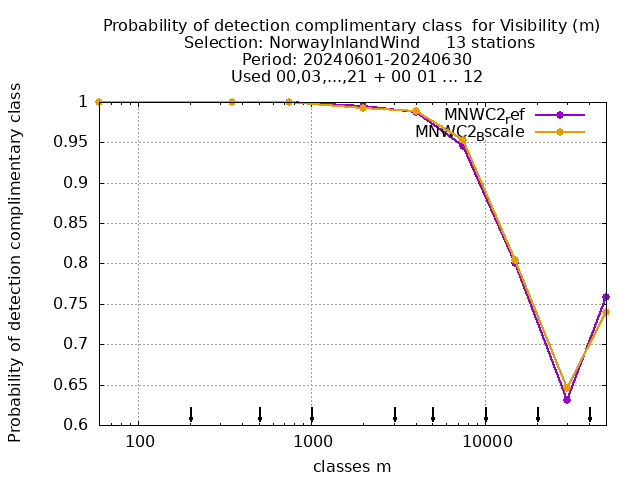 Probability of detection complimentary class  for Visibility (m)
Selection: NorwayInlandWind     13 stations
Period: 20240601-20240630
Used 00,03,...,21 + 00 01 ... 12
Probability of detection complimentary class
1
0.95
0.9
0.85
0.8
0.75
0.7
0.65
0.6
MNWC2ref
MNWC2Bscale
100
1000
10000
classes m